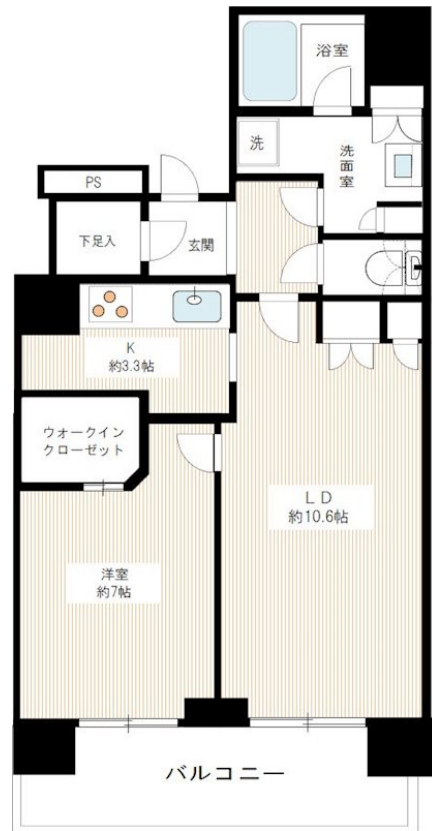 浴室
洗
洗面室
PS
下足入
玄関
K
約3.3帖
ウォークイン
クローゼット
LD
約10.6帖
洋室
約7帖
バルコニー